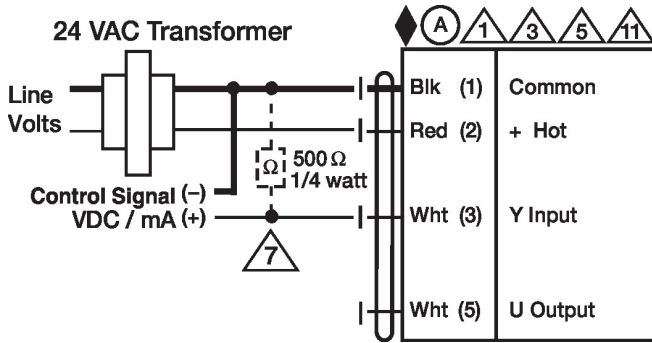 24 VAC Transformer
A 1 3 5 11
Line
Volts
Blk (1) Common
Red (2) + Hot
Ω 500 Ω
1/4 watt
Control Signal (–)
VDC / mA (+)
Wht (3) Y Input
7
Wht (5) U Output